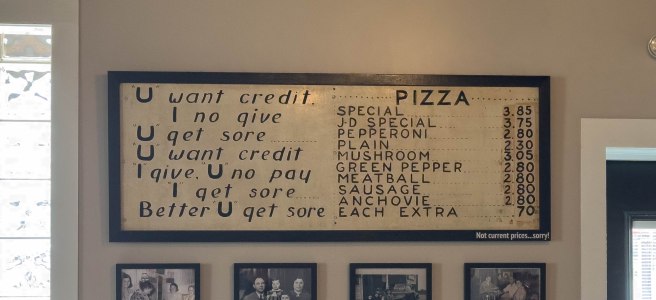 "U" want credit.
I no give
"U" get sore
"U" want credit
"I give "U" no pay
I get sore
Better "U" get sore
PIZZA
SPECIAL 3.85
J-D SPECIAL 3.75
PEPPERONI 2.80
PLAIN 2.30
MUSHROOM 3.05
GREEN PEPPER 2.80
MEATBALL 2.80
SAUSAGE 2.80
ANCHOVIE 2.80
EACH EXTRA 70
Not current prices...sorry!